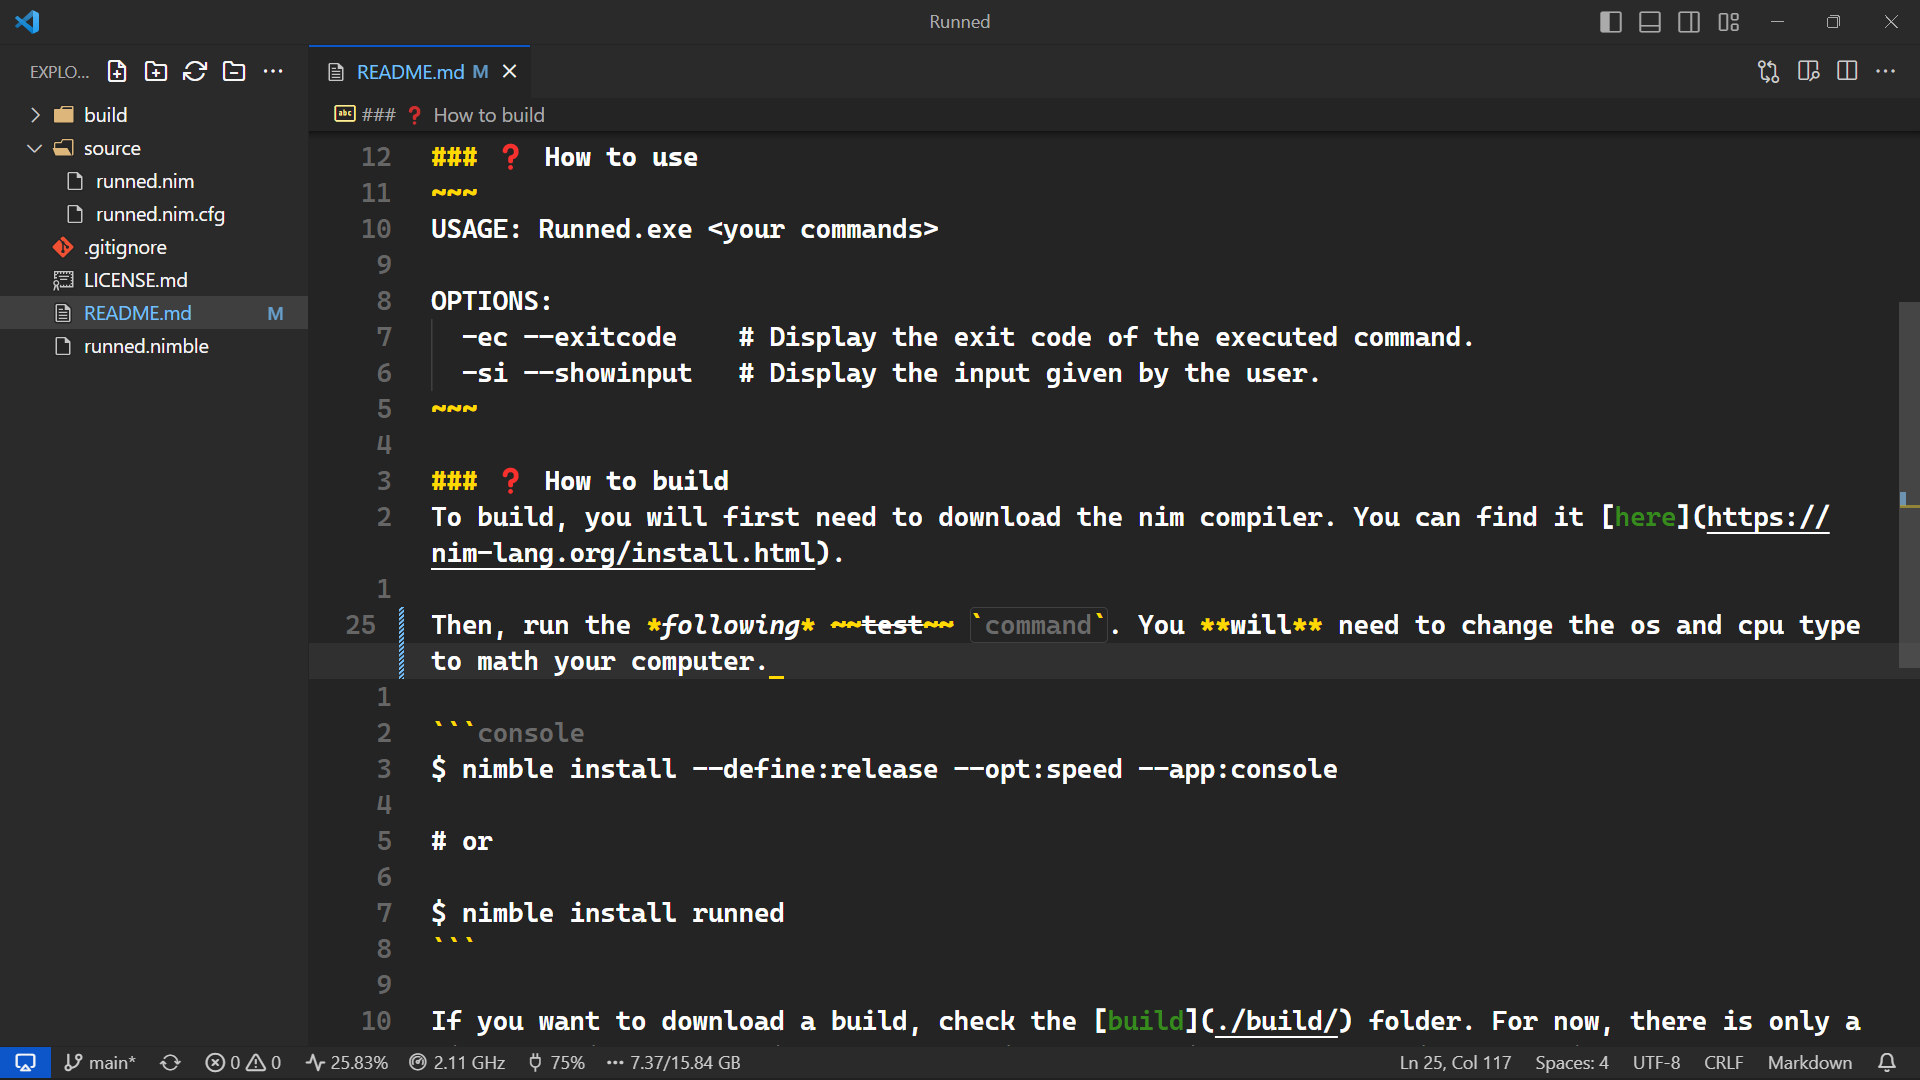 Runned
EXPLO...
README.md M
build
source
runned.nim
runned.nim.cfg
.gitignore
LICENSE.md
README.md M
runned.nimble
abc ### ❓ How to build
12 ### ❓ How to use
11 ~~~
10 USAGE: Runned.exe <your commands>
9
8 OPTIONS:
7 -ec --exitcode # Display the exit code of the executed command.
6 -si --showinput # Display the input given by the user.
5 ~~~
4
3 ### ❓ How to build
2 To build, you will first need to download the nim compiler. You can find it [here](https://
nim-lang.org/install.html).
1
25 Then, run the *following* ~~test~~ `command`. You **will** need to change the os and cpu type
to math your computer.
1
2 ```console
3 $ nimble install --define:release --opt:speed --app:console
4
5 # or
6
7 $ nimble install runned
8 ```
9
10 If you want to download a build, check the [build](./build/) folder. For now, there is only a
main* 0 0 25.83% 2.11 GHz 75% ··· 7.37/15.84 GB Ln 25, Col 117 Spaces: 4 UTF-8 CRLF Markdown